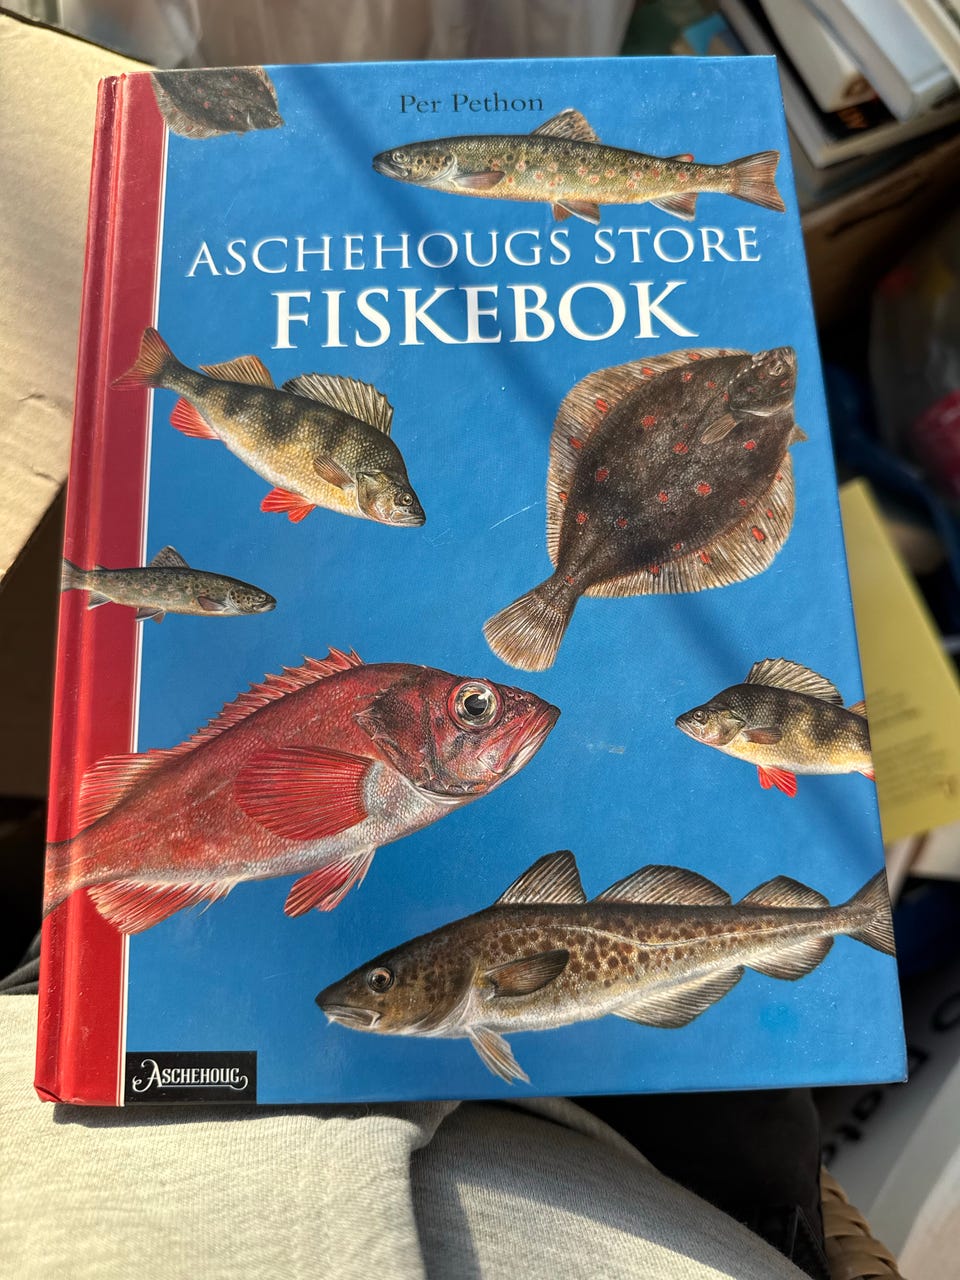 Per Pethon
ASCHEHOUGS STORE
FISKEBOK
ASCHEHOUG